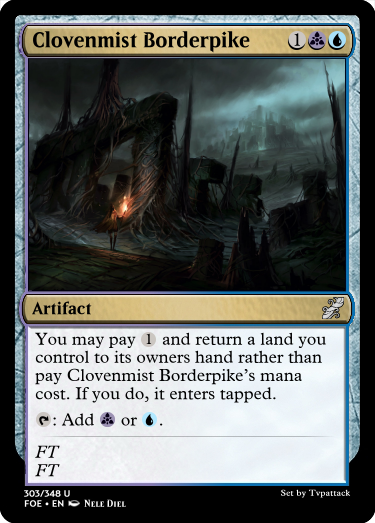 Clovenmist Borderpike 1
Artifact
You may pay 1 and return a land you
control to its owners hand rather than
pay Clovenmist Borderpike's mana
cost. If you do, it enters tapped.
: Add or .
FT
FT
303/348 U
FOE • EN Nele Diel
Set by Tvpattack